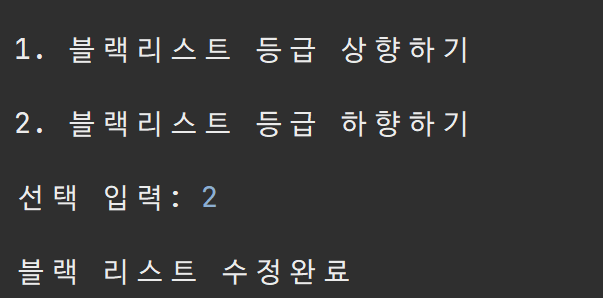 1. 블랙리스트 등급 상향하기
2. 블랙리스트 등급 하향하기
선택 입력: 2
블랙 리스트 수정완료